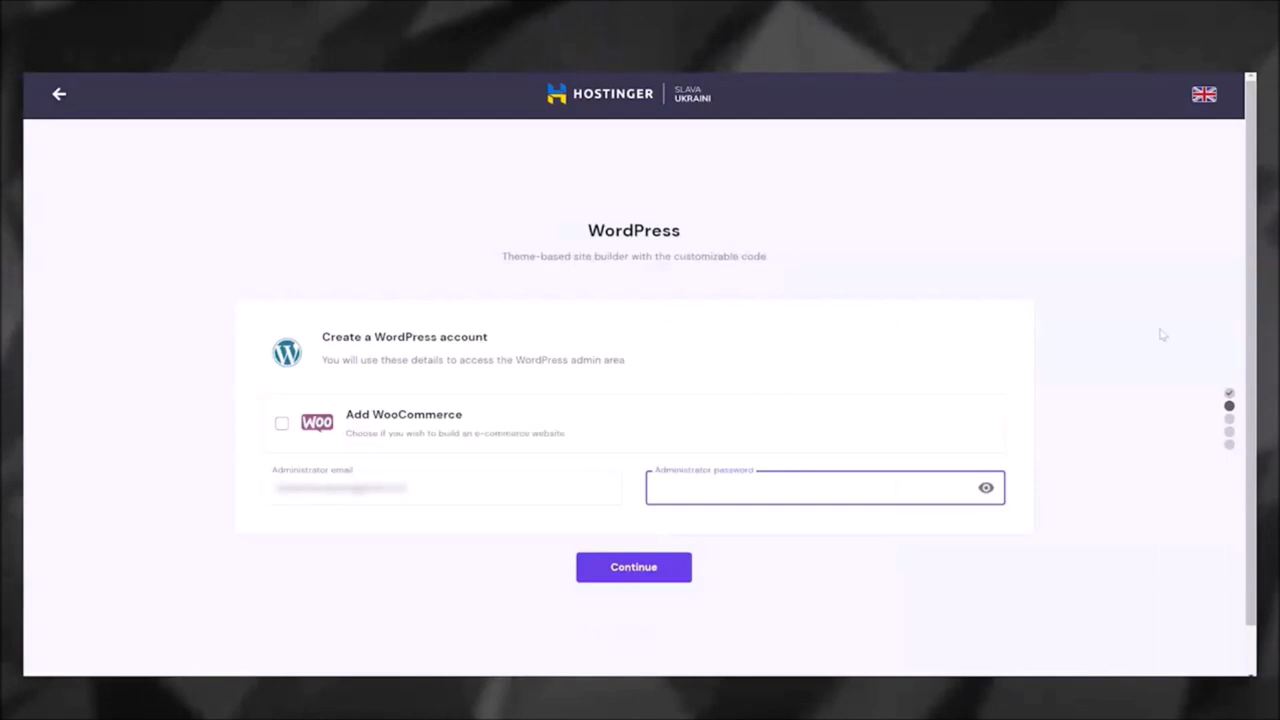 HOSTINGER
SLAVA
UKRAINI
WordPress
Theme-based site builder with the customizable code
Create a WordPress account
You will use these details to access the WordPress admin area
WOO
Add WooCommerce
Choose if you wish to build an e-commerce website
Administrator email
Administrator password
Continue